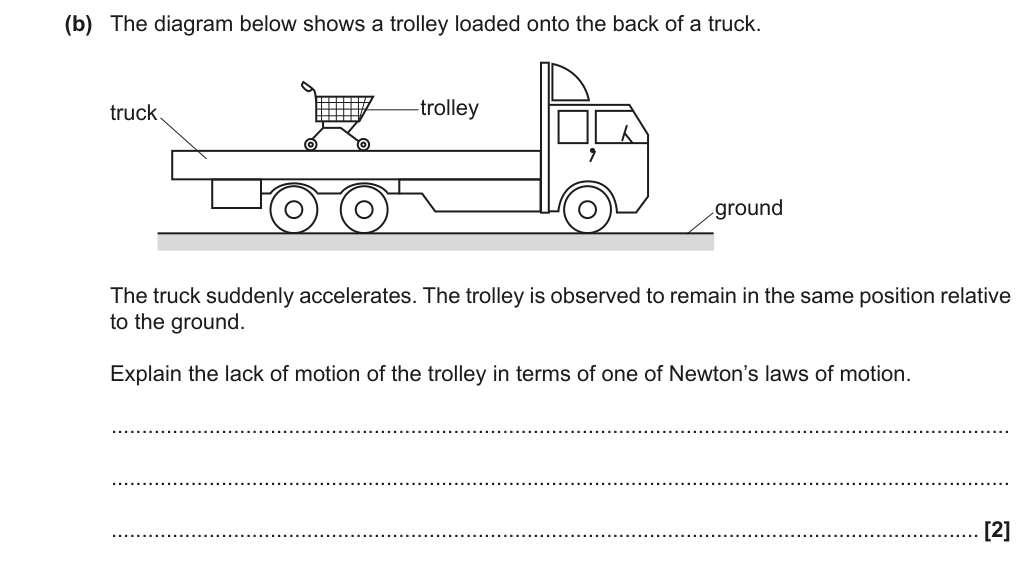 (b) The diagram below shows a trolley loaded onto the back of a truck.
trolley
truck
ground
The truck suddenly accelerates. The trolley is observed to remain in the same position relative
to the ground.
Explain the lack of motion of the trolley in terms of one of Newton’s laws of motion.
..........
..........
.......... [2]